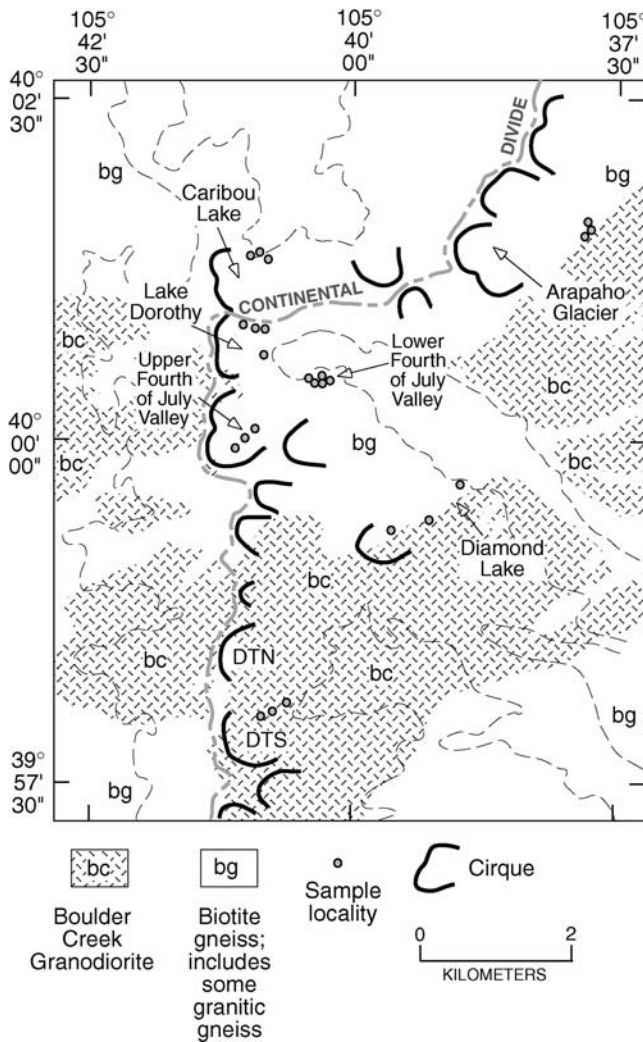 105°
42'
30"
105°
40'
00"
105°
37'
30"
40°
02'
30"
DIVIDE
bg
bg
Caribou
Lake
CONTINENTAL
Lake
Dorothy
Arapaho
Glacier
bc
Upper
Fourth
of July
Valley
Lower
Fourth
of July
Valley
bc
40°
00'
00"
bc
bg
bc
Diamond
Lake
bc
DTN
bc
bc
DTS
bg
39°
57'
30"
bg
bc
Boulder
Creek
Granodiorite
bg
Biotite
gneiss;
includes
some
granitic
gneiss
Sample
locality
Cirque
0 2
KILOMETERS